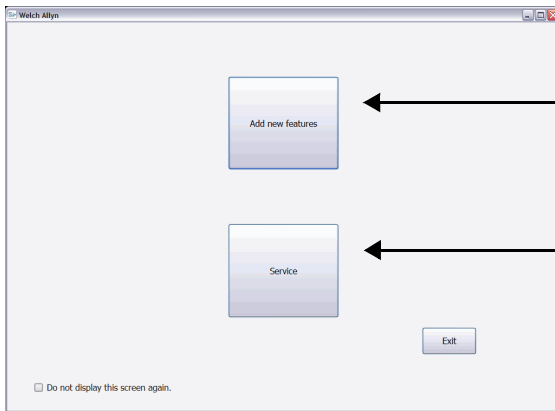 Welch Allyn
Add new features
Service
Exit
Do not display this screen again.